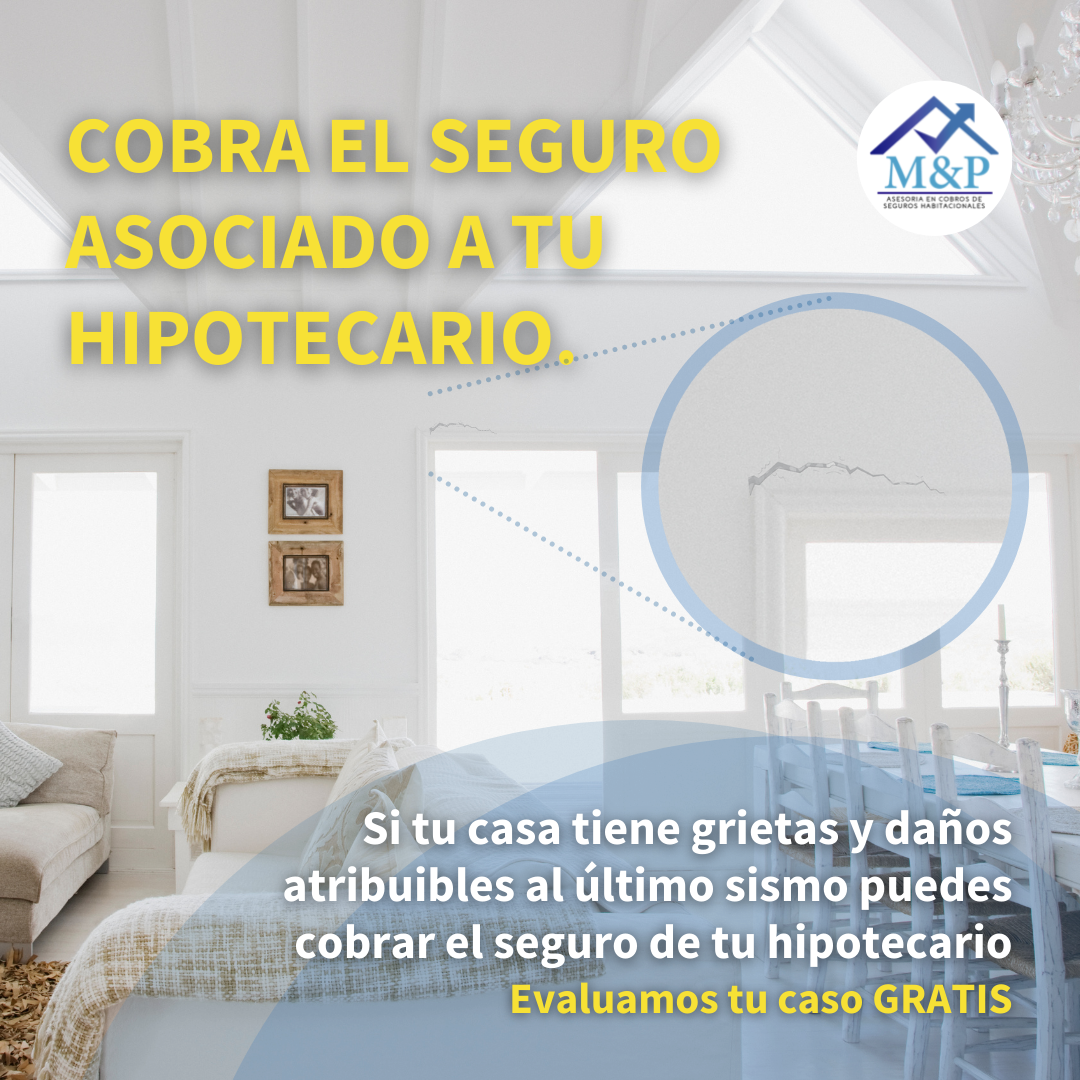 COBRA EL SEGURO
ASOCIADO A TU
HIPOTECARIO.
M&P
ASESORIA EN COBROS DE
SEGUROS HABITACIONALES
Si tu casa tiene grietas y daños
atribuibles al último sismo puedes
cobrar el seguro de tu hipotecario
Evaluamos tu caso GRATIS